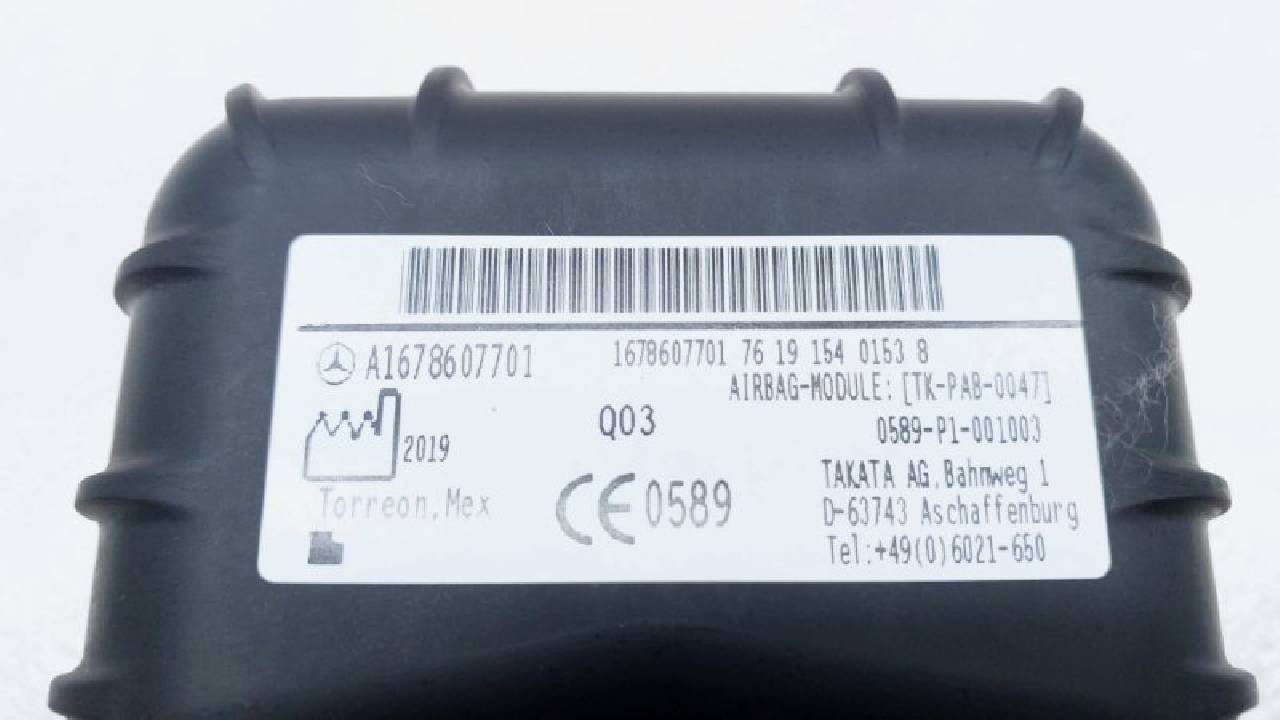 A1678607701
1678607701 76 19 154 0153 8
AIRBAG-MODULE: [TK-PAB-0047]
2019
Q03
0589-P1-001003
Torreon, Mex
CE 0589
TAKATA AG, Bahnweg 1
D-63743 Aschaffenburg
Tel:+49(0)6021-650